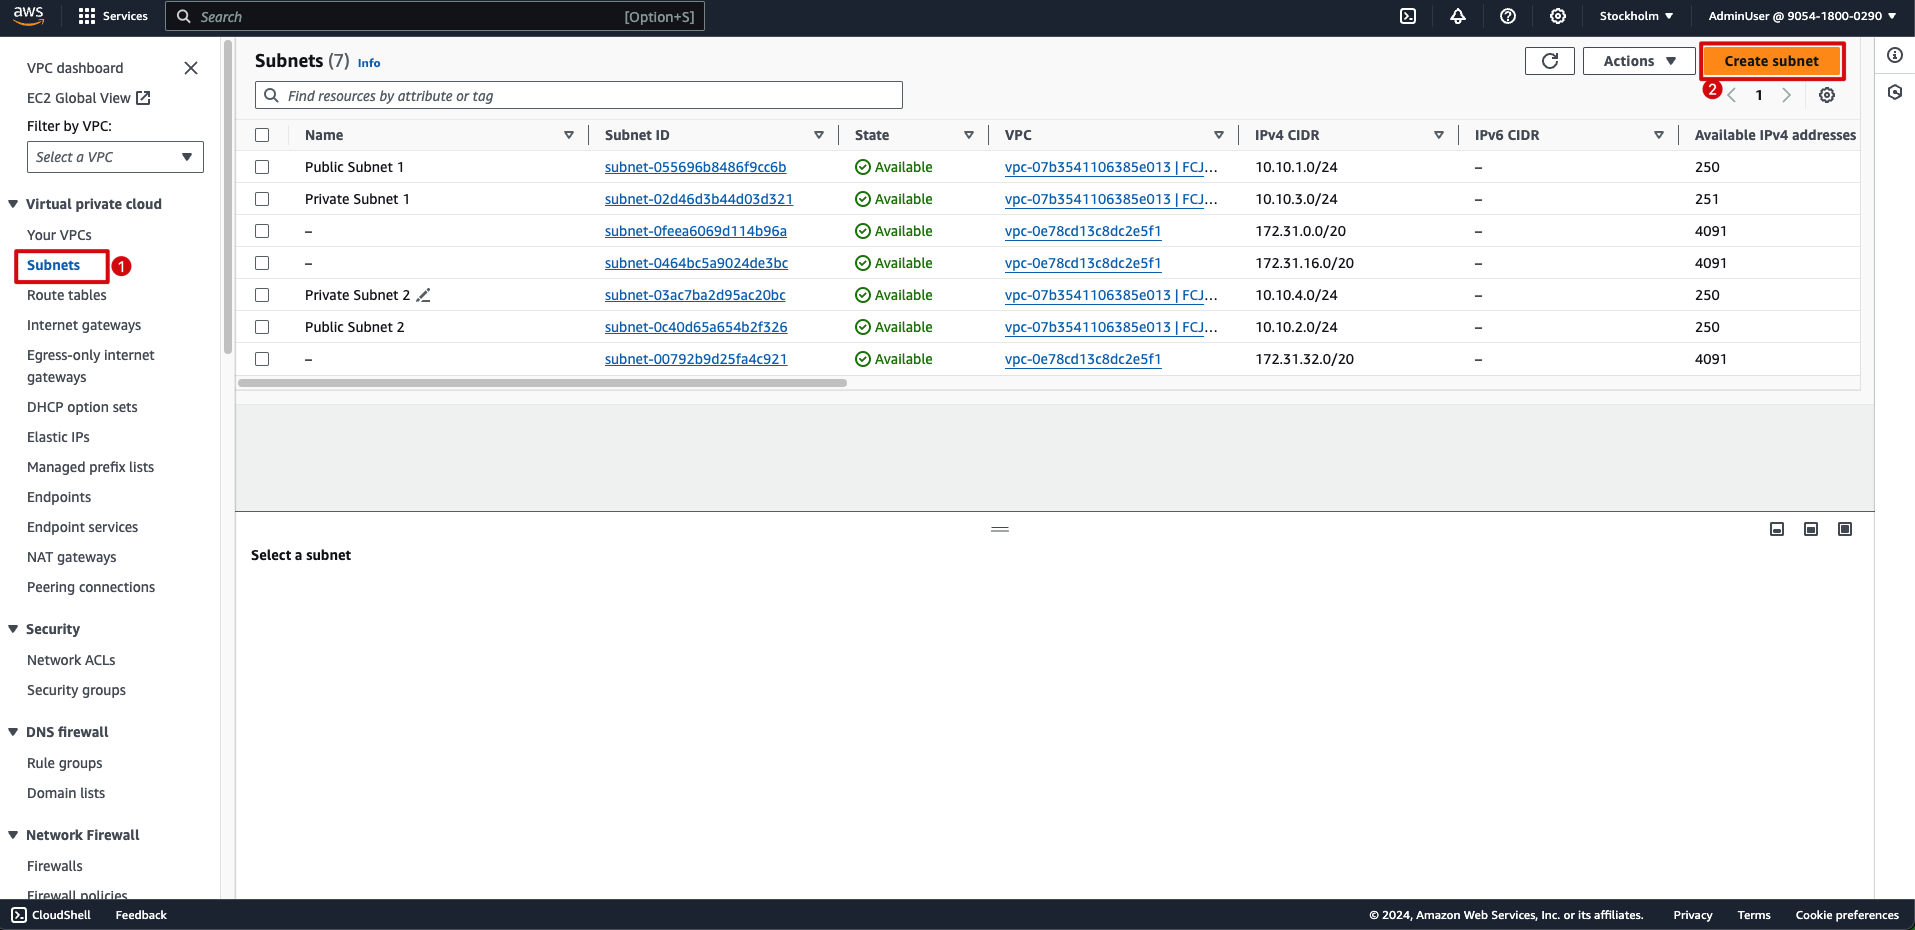 aws Services Search [Option+S] Stockholm AdminUser @ 9054-1800-0290
VPC dashboard
EC2 Global View
Filter by VPC:
Select a VPC
Virtual private cloud
Your VPCs
Subnets 1
Route tables
Internet gateways
Egress-only internet
gateways
DHCP option sets
Elastic IPs
Managed prefix lists
Endpoints
Endpoint services
NAT gateways
Peering connections
Security
Network ACLs
Security groups
DNS firewall
Rule groups
Domain lists
Network Firewall
Firewalls
Firewall policies
Subnets (7) Info Actions Create subnet
Find resources by attribute or tag 2 1
Name Subnet ID State VPC IPv4 CIDR IPv6 CIDR Available IPv4 addresses
Public Subnet 1 subnet-055696b8486f9cc6b Available vpc-07b3541106385e013 | FCJ... 10.10.1.0/24 – 250
Private Subnet 1 subnet-02d46d3b44d03d321 Available vpc-07b3541106385e013 | FCJ... 10.10.3.0/24 – 251
– subnet-0feea6069d114b96a Available vpc-0e78cd13c8dc2e5f1 172.31.0.0/20 – 4091
– subnet-0464bc5a9024de3bc Available vpc-0e78cd13c8dc2e5f1 172.31.16.0/20 – 4091
Private Subnet 2 subnet-03ac7ba2d95ac20bc Available vpc-07b3541106385e013 | FCJ... 10.10.4.0/24 – 250
Public Subnet 2 subnet-0c40d65a654b2f326 Available vpc-07b3541106385e013 | FCJ... 10.10.2.0/24 – 250
– subnet-00792b9d25fa4c921 Available vpc-0e78cd13c8dc2e5f1 172.31.32.0/20 – 4091
Select a subnet
CloudShell Feedback © 2024, Amazon Web Services, Inc. or its affiliates. Privacy Terms Cookie preferences